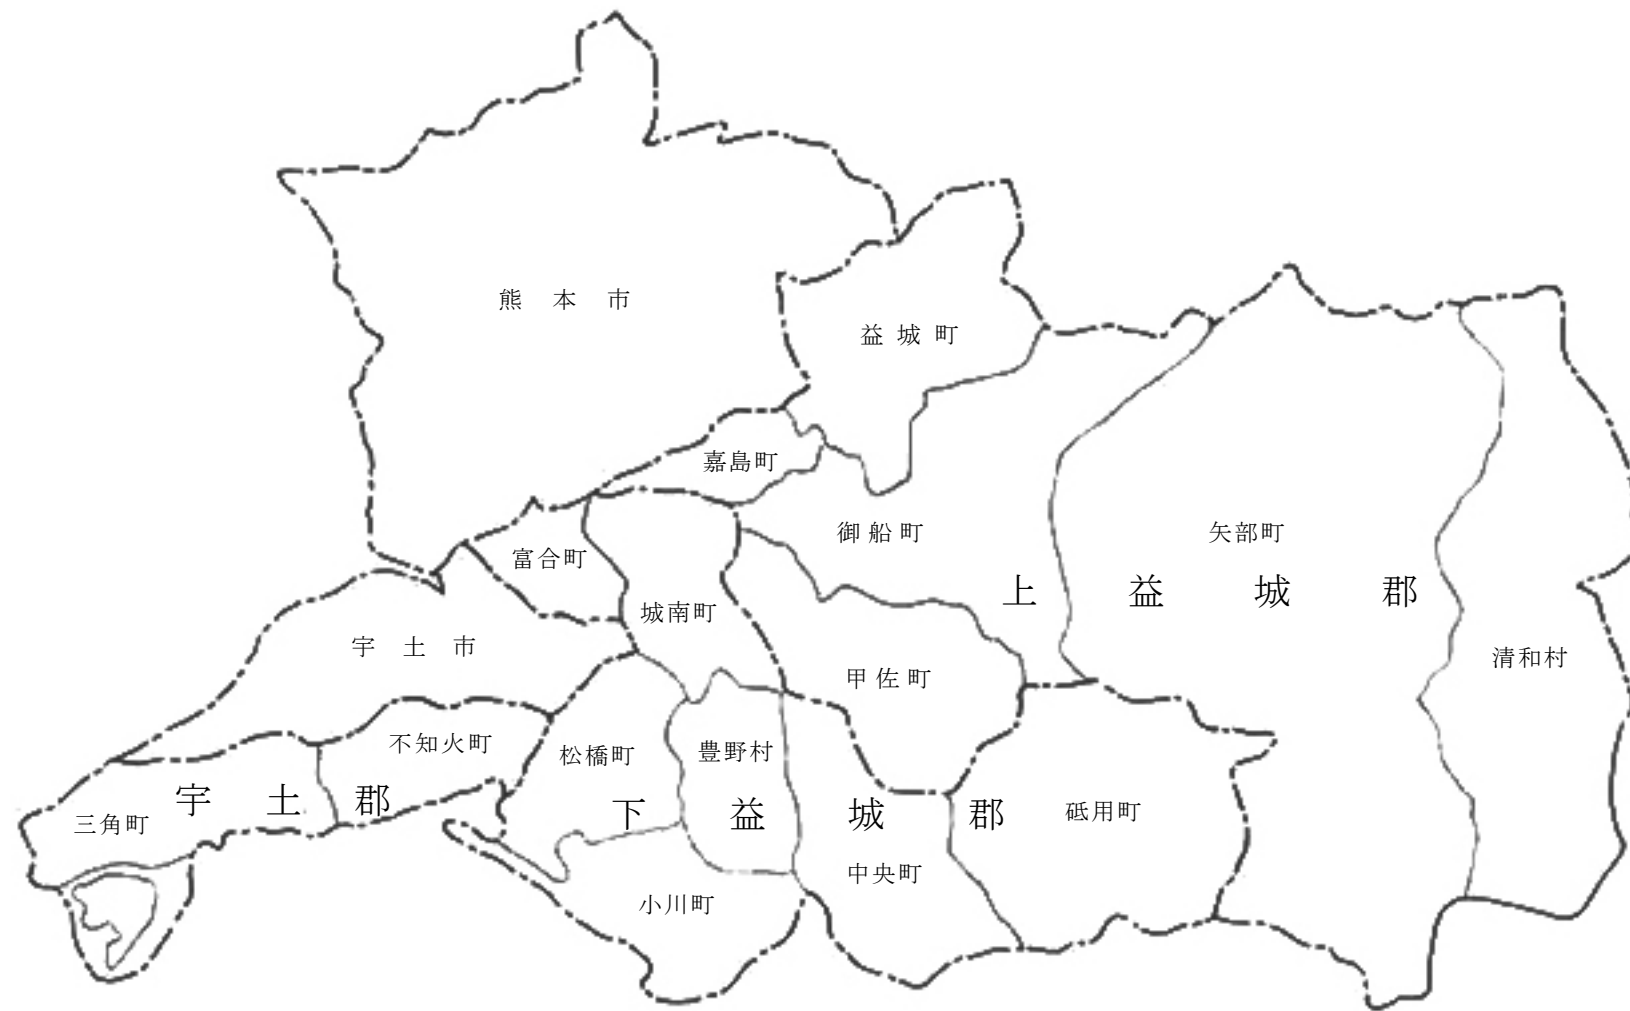 熊本市
益城町
嘉島町
御船町
矢部町
富合町
上益城郡
城南町
宇土市
清和村
甲佐町
不知火町
松橋町
豊野村
宇土郡
下益城郡
三角町
砥用町
中央町
小川町